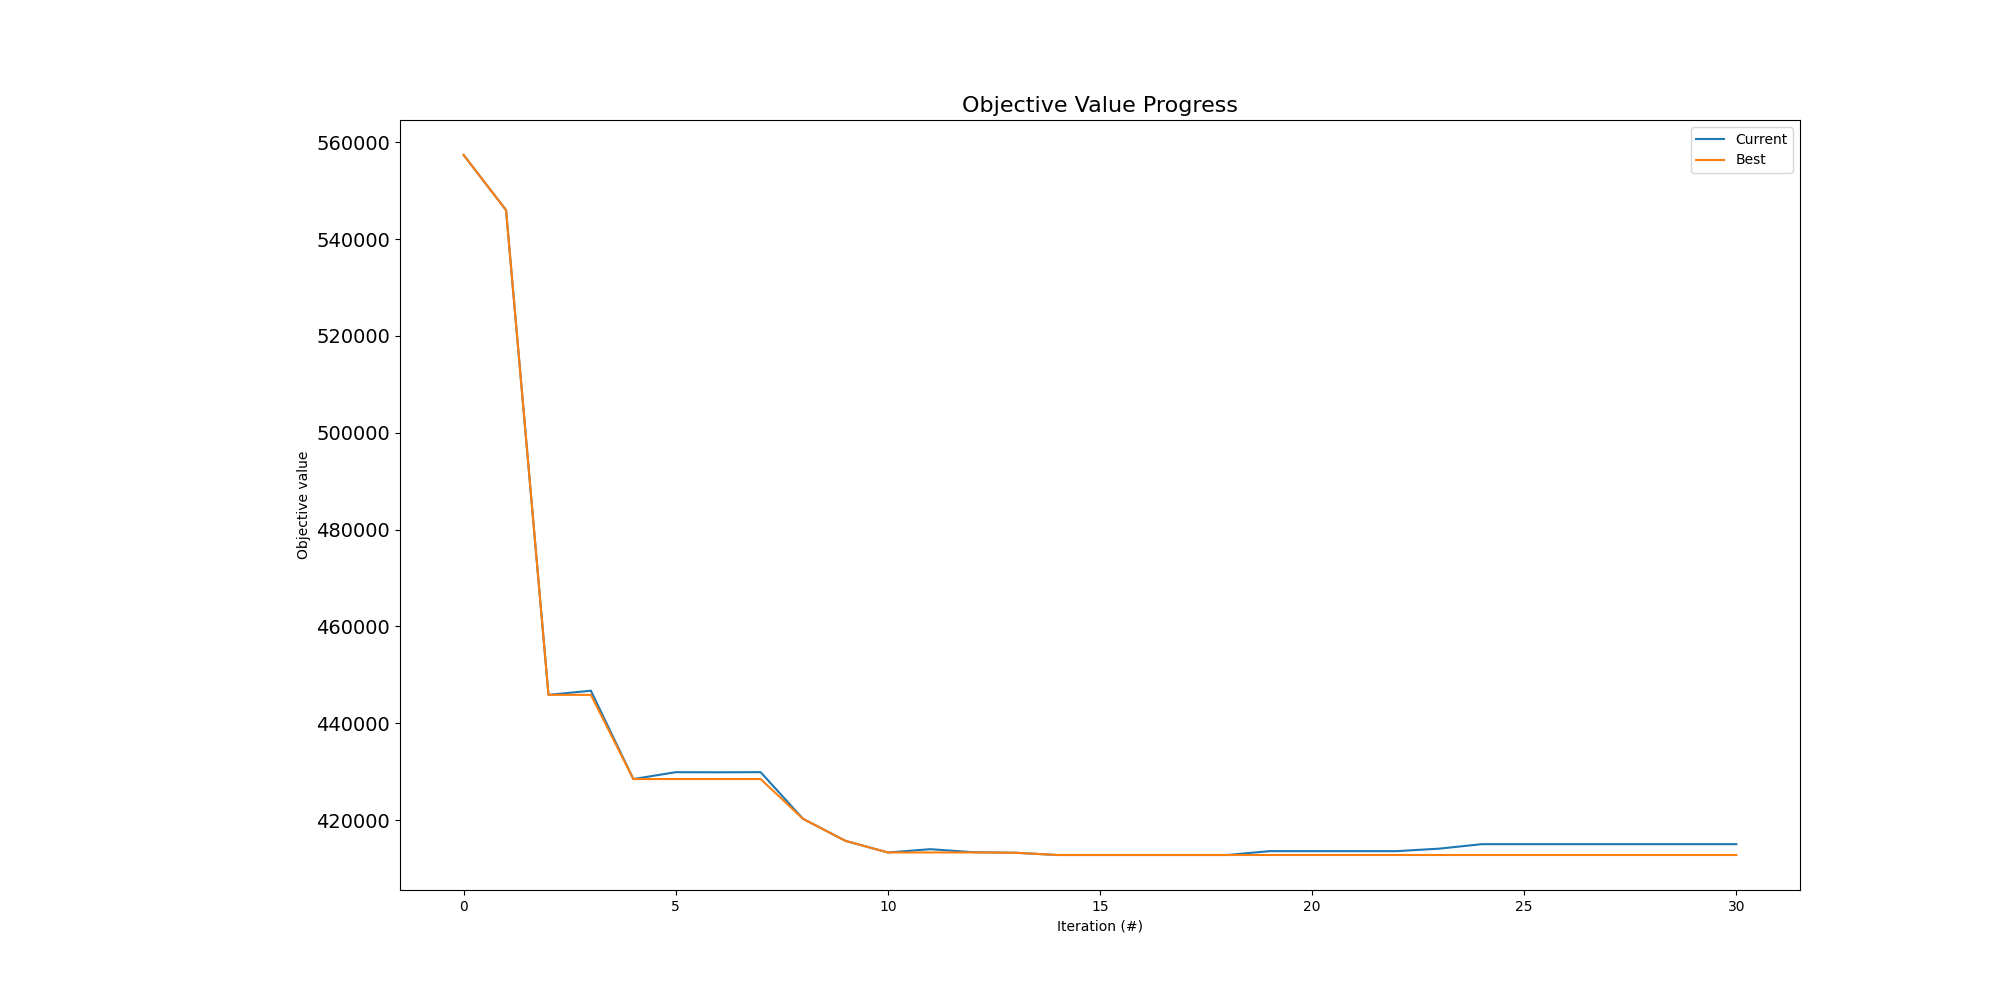 Objective Value Progress
Current
Best
560000
540000
520000
500000
480000
460000
440000
420000
Objective value
0 5 10 15 20 25 30
Iteration (#)